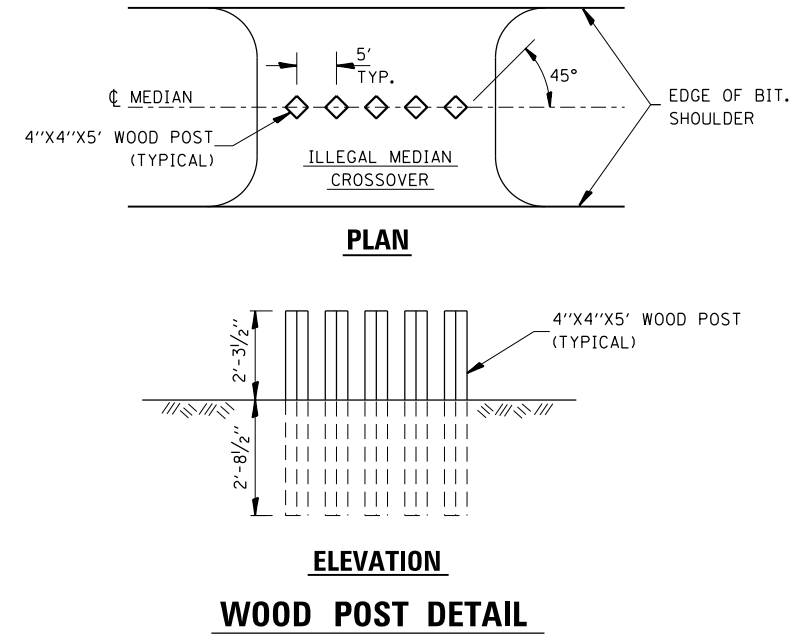 5'
TYP.
45°
℄ MEDIAN
EDGE OF BIT.
SHOULDER
4''X4''X5' WOOD POST
(TYPICAL)
ILLEGAL MEDIAN
CROSSOVER
PLAN
2'-3½''
4''X4''X5' WOOD POST
(TYPICAL)
2'-8½''
ELEVATION
WOOD POST DETAIL